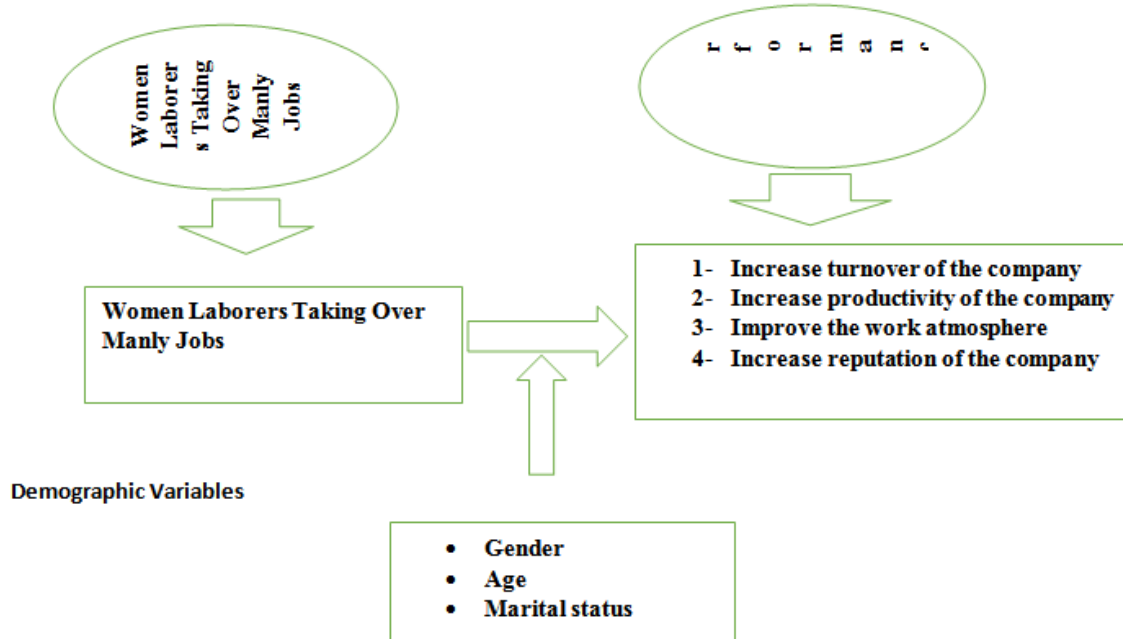 Women
Laborer
s Taking
Over
Manly
Jobs
r f o r m a n
Women Laborers Taking Over
Manly Jobs
1- Increase turnover of the company
2- Increase productivity of the company
3- Improve the work atmosphere
4- Increase reputation of the company
Demographic Variables
• Gender
• Age
• Marital status